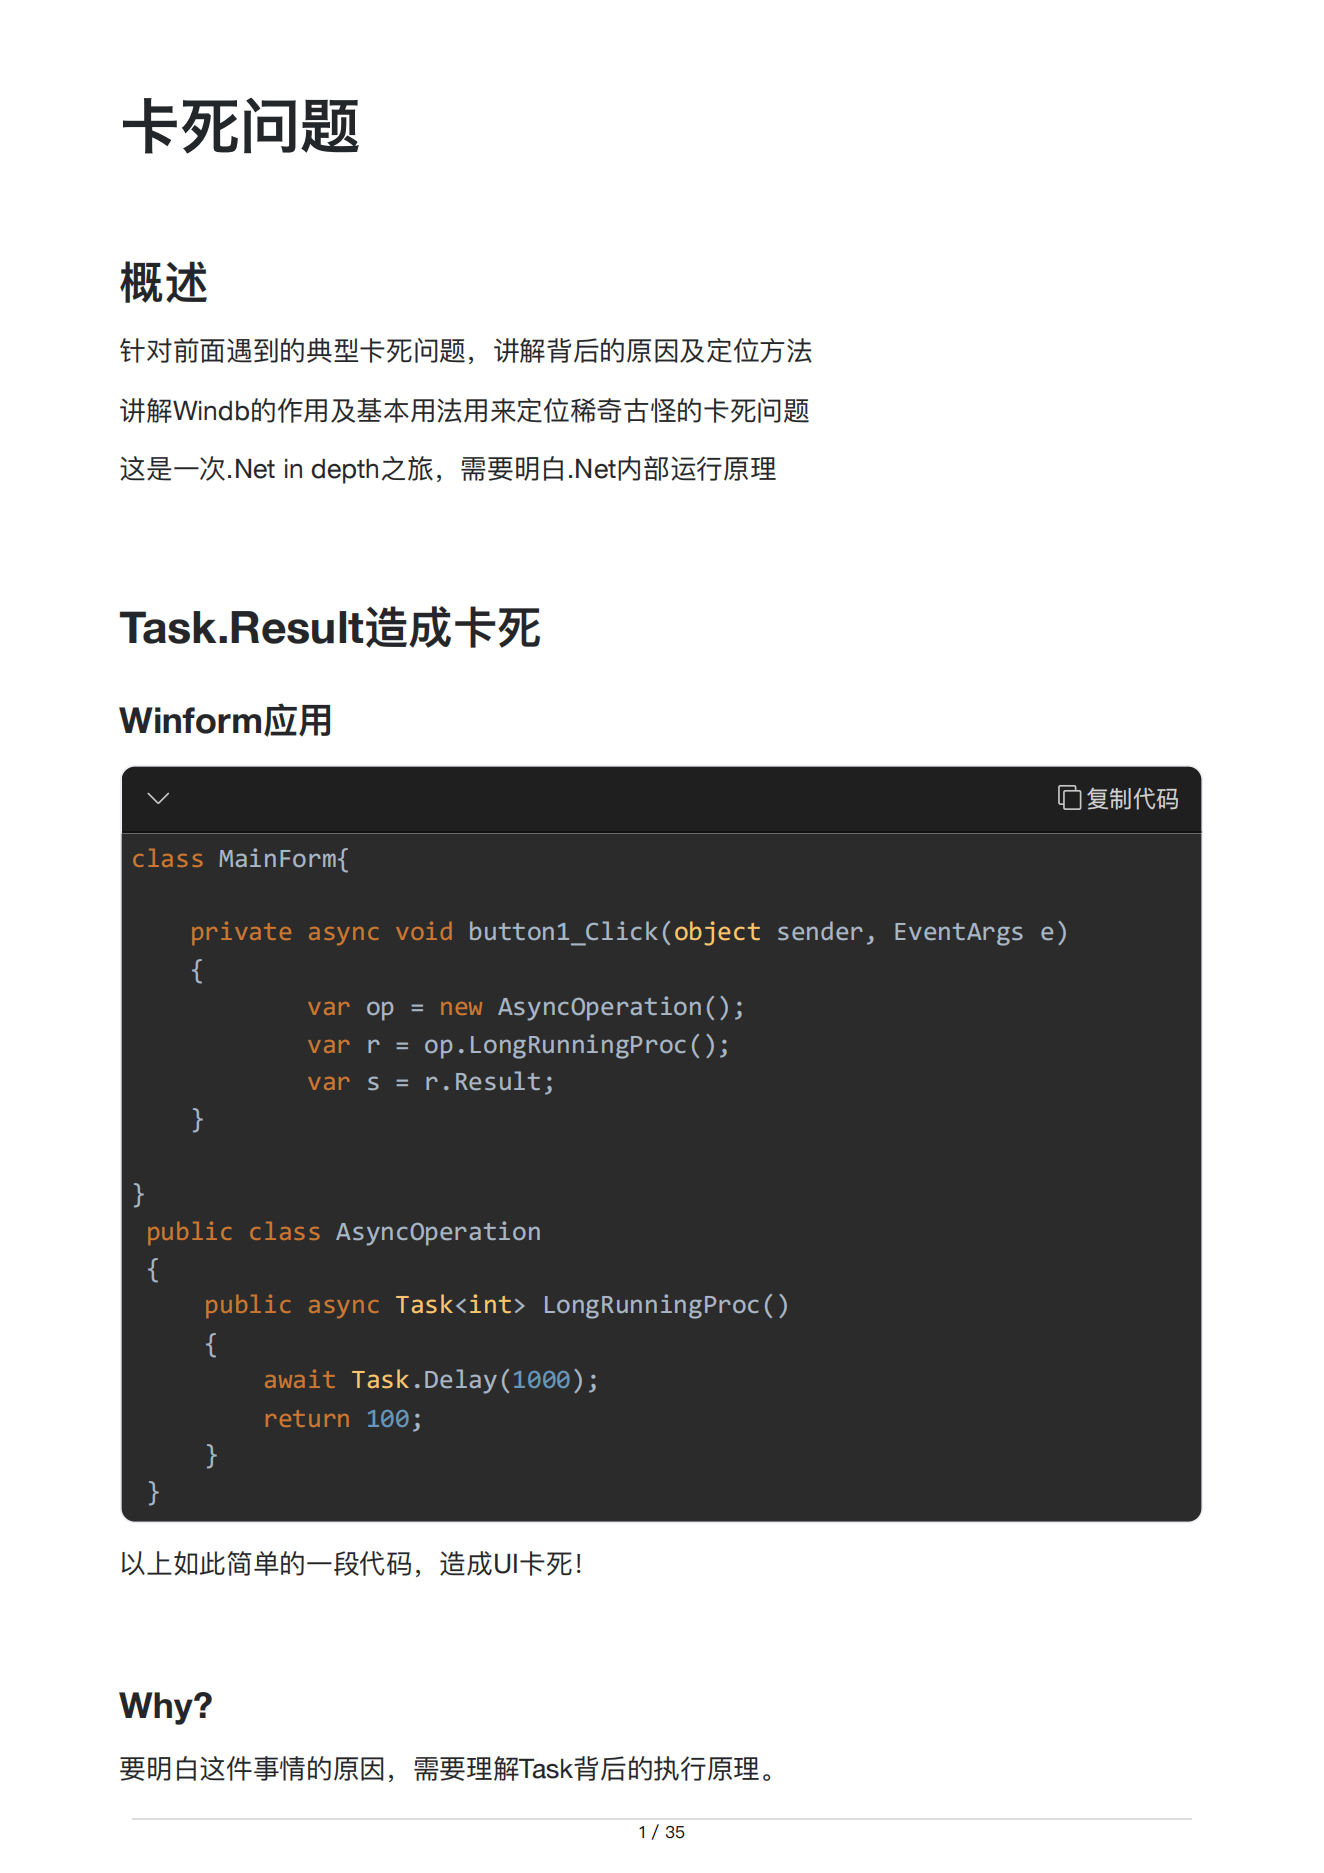 卡死问题
概述
针对前面遇到的典型卡死问题，讲解背后的原因及定位方法
讲解Windb的作用及基本用法用来定位稀奇古怪的卡死问题
这是一次.Net in depth之旅，需要明白.Net内部运行原理
Task.Result造成卡死
Winform应用
复制代码
class MainForm{
    private async void button1_Click(object sender, EventArgs e)
    {
            var op = new AsyncOperation();
            var r = op.LongRunningProc();
            var s = r.Result;
    }
}
 public class AsyncOperation
 {
     public async Task<int> LongRunningProc()
     {
         await Task.Delay(1000);
         return 100;
     }
 }
以上如此简单的一段代码，造成UI卡死！
Why?
要明白这件事情的原因，需要理解Task背后的执行原理。
1 / 35